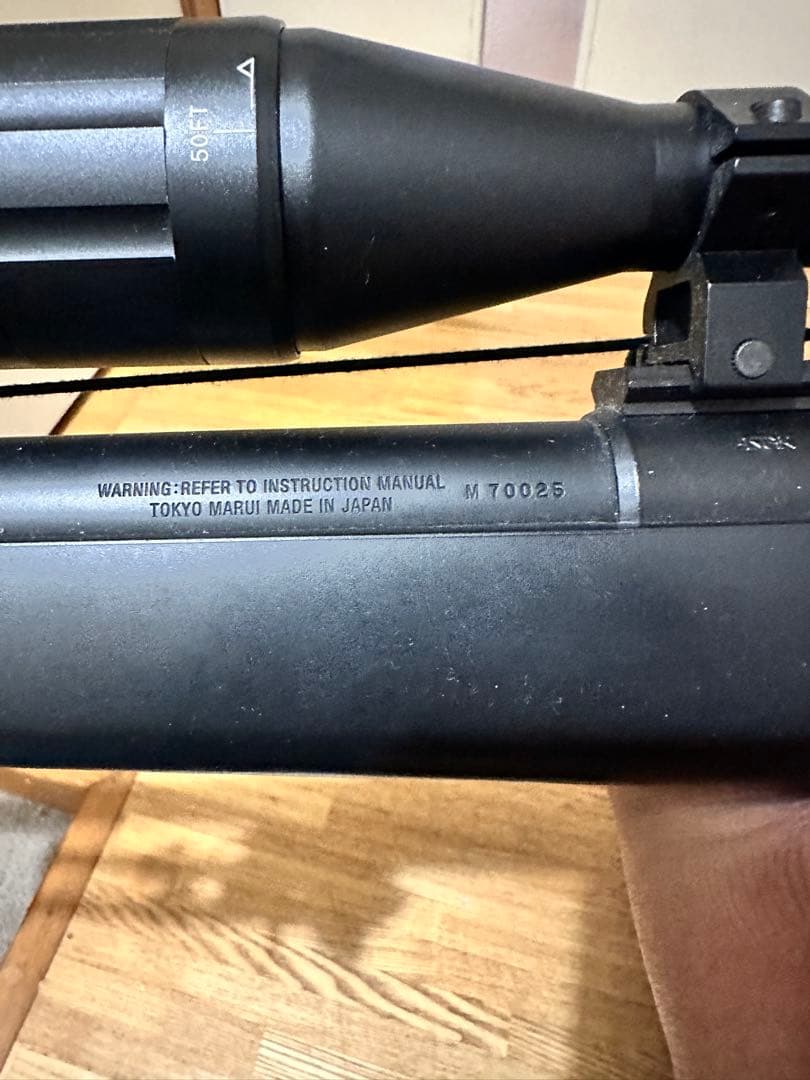 50FT
WARNING:REFER TO INSTRUCTION MANUAL
TOKYO MARUI MADE IN JAPAN
M 70025